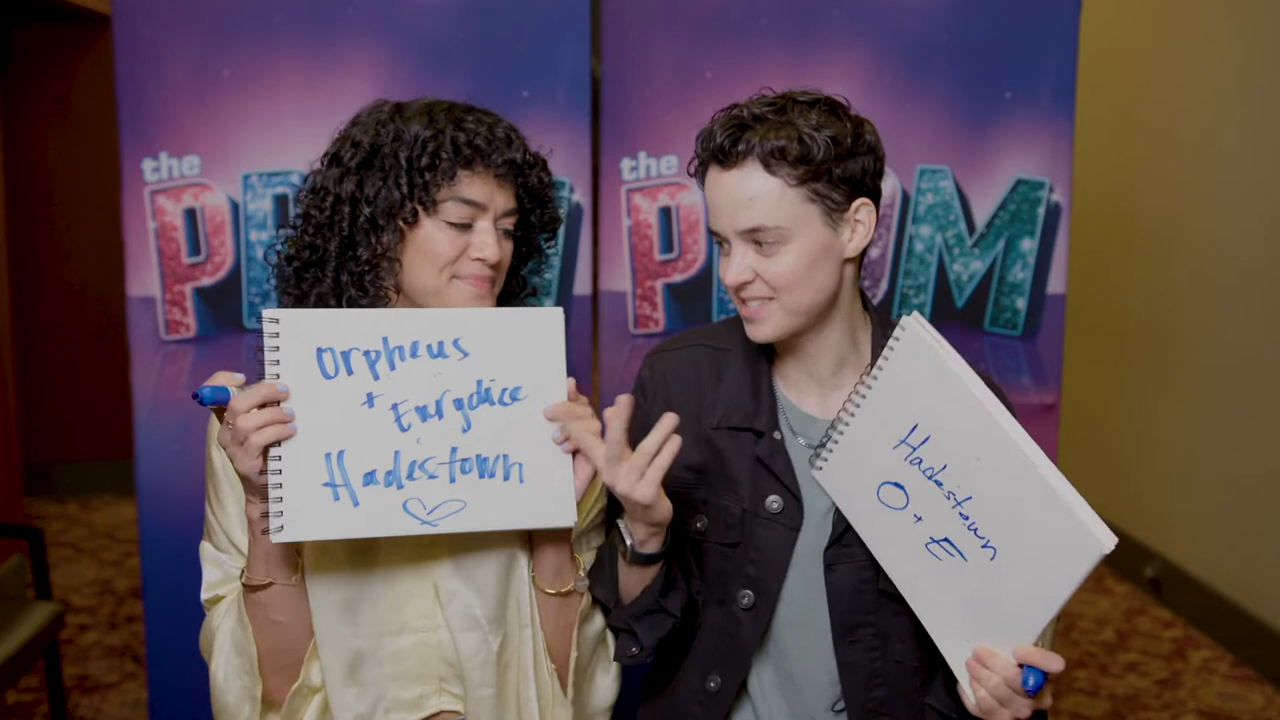 the
PROM
the
PROM
Orpheus
+ Eurydice
Hadestown
Hadestown
O + E